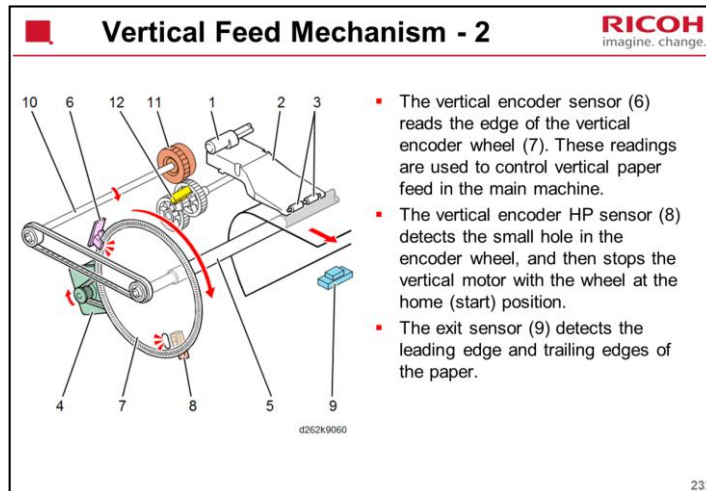 Vertical Feed Mechanism - 2
RICOH
imagine. change.
10 6 12 11 1 2 3
4 7 8 5 9
d262k9060
▪ The vertical encoder sensor (6)
reads the edge of the vertical
encoder wheel (7). These readings
are used to control vertical paper
feed in the main machine.
▪ The vertical encoder HP sensor (8)
detects the small hole in the
encoder wheel, and then stops the
vertical motor with the wheel at the
home (start) position.
▪ The exit sensor (9) detects the
leading edge and trailing edges of
the paper.